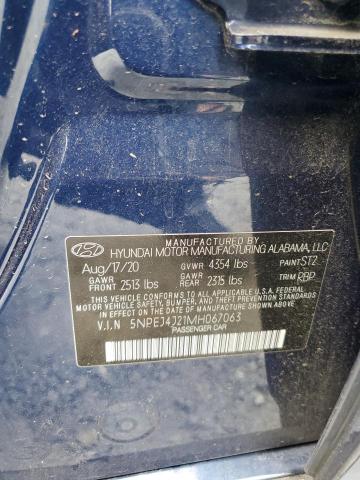 MANUFACTURED BY
HYUNDAI MOTOR MANUFACTURING ALABAMA, LLC
Aug/17/20 GVWR 4354 lbs PAINT ST2
GAWR FRONT 2513 lbs GAWR REAR 2315 lbs TRIM RBP
THIS VEHICLE CONFORMS TO ALL APPLICABLE U.S. FEDERAL MOTOR VEHICLE
SAFETY, BUMPER, AND THEFT PREVENTION STANDARDS IN
EFFECT ON THE DATE OF MANUFACTURE SHOWN ABOVE.
V.I.N 5NPEJ4J21MH067063
PASSENGER CAR